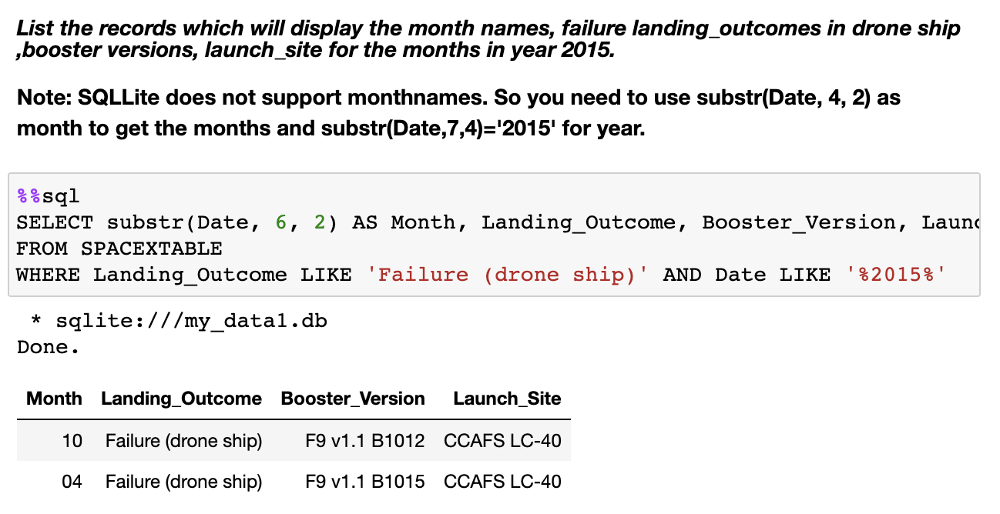 List the records which will display the month names, failure landing_outcomes in drone ship
,booster versions, launch_site for the months in year 2015.
Note: SQLLite does not support monthnames. So you need to use substr(Date, 4, 2) as
month to get the months and substr(Date,7,4)='2015' for year.
%%sql
SELECT substr(Date, 6, 2) AS Month, Landing_Outcome, Booster_Version, Launc
FROM SPACEXTABLE
WHERE Landing_Outcome LIKE 'Failure (drone ship)' AND Date LIKE '%2015%'
* sqlite:///my_data1.db
Done.
Month Landing_Outcome Booster_Version Launch_Site
10 Failure (drone ship) F9 v1.1 B1012 CCAFS LC-40
04 Failure (drone ship) F9 v1.1 B1015 CCAFS LC-40